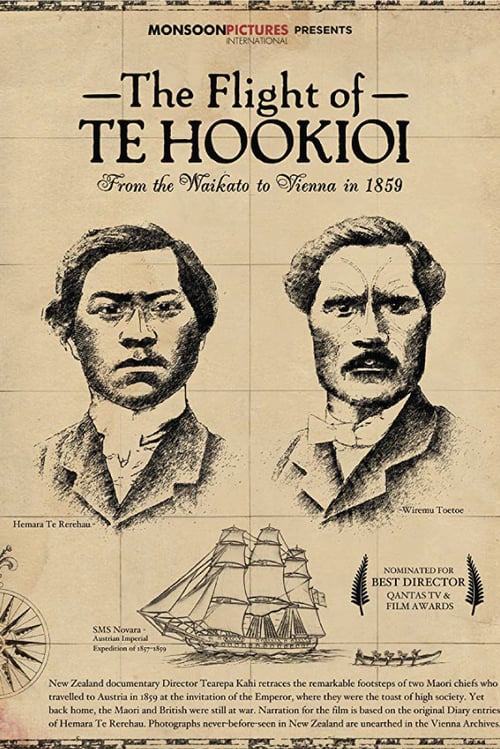 MONSOONPICTURES PRESENTS
INTERNATIONAL
The Flight of
TE HOOKIOI
From the Waikato to Vienna in 1859
Hemara Te Rerehau
Wiremu Toetoe
NOMINATED FOR
BEST DIRECTOR
QANTAS TV &
FILM AWARDS
SMS Novara -
Austrian Imperial
Expedition of 1857-1859
New Zealand documentary Director Tearepa Kahi retraces the remarkable footsteps of two Maori chiefs who
travelled to Austria in 1859 at the invitation of the Emperor, where they were the toast of high society. Yet
back home, the Maori and British were still at war. Narration for the film is based on the original Diary entries
of Hemara Te Rerehau. Photographs never-before-seen in New Zealand are unearthed in the Vienna Archives.